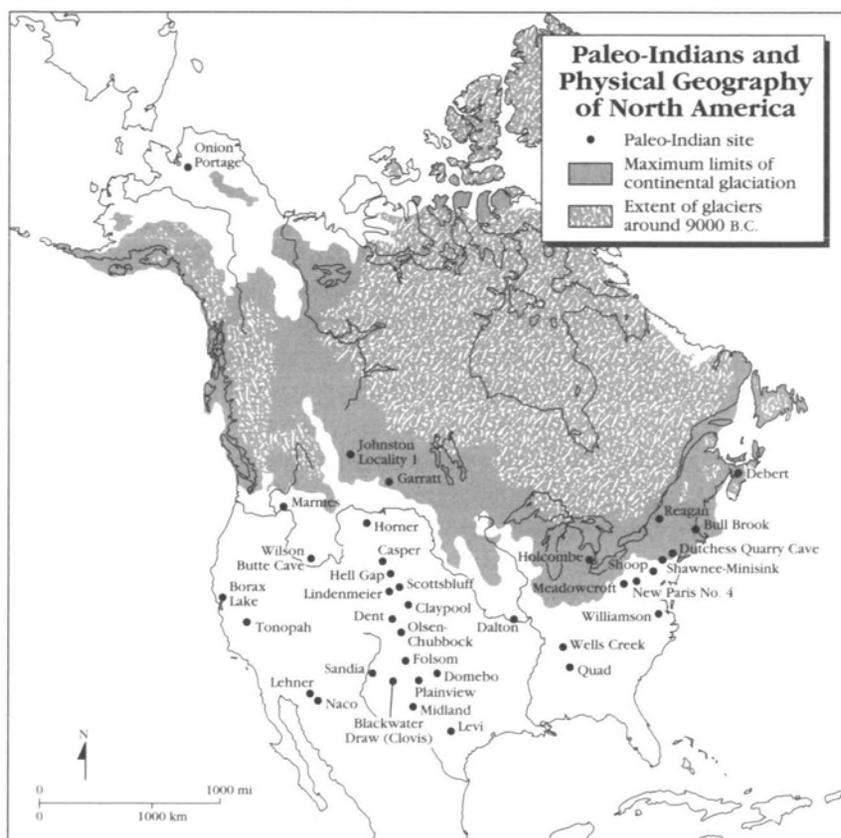 Paleo-Indians and
Physical Geography
of North America
Paleo-Indian site
Maximum limits of
continental glaciation
Extent of glaciers
around 9000 B.C.
Onion
Portage
Johnston
Locality 1
Garratt
Debert
Marmes
Reagan
Bull Brook
Horner
Wilson
Butte Cave
Casper
Holcombe
Dutchess Quarry Cave
Shoop
Shawnee-Minisink
Hell Gap
Scottsbluff
Meadowcroft
New Paris No. 4
Lindenmeier
Borax
Lake
Claypool
Williamson
Tonopah
Dent
Olsen-
Chubbock
Dalton
Wells Creek
Folsom
Quad
Sandia
Domebo
Lehner
Plainview
Naco
Midland
Blackwater
Draw (Clovis)
Levi
N
0 1000 mi
0 1000 km